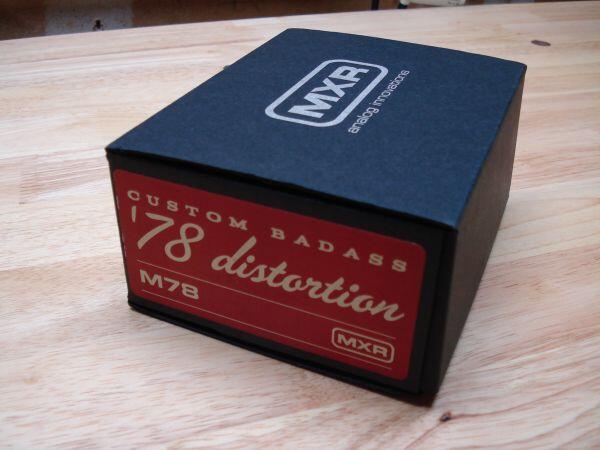 MXR
analog innovations
CUSTOM BADASS
'78 distortion
M78
MXR